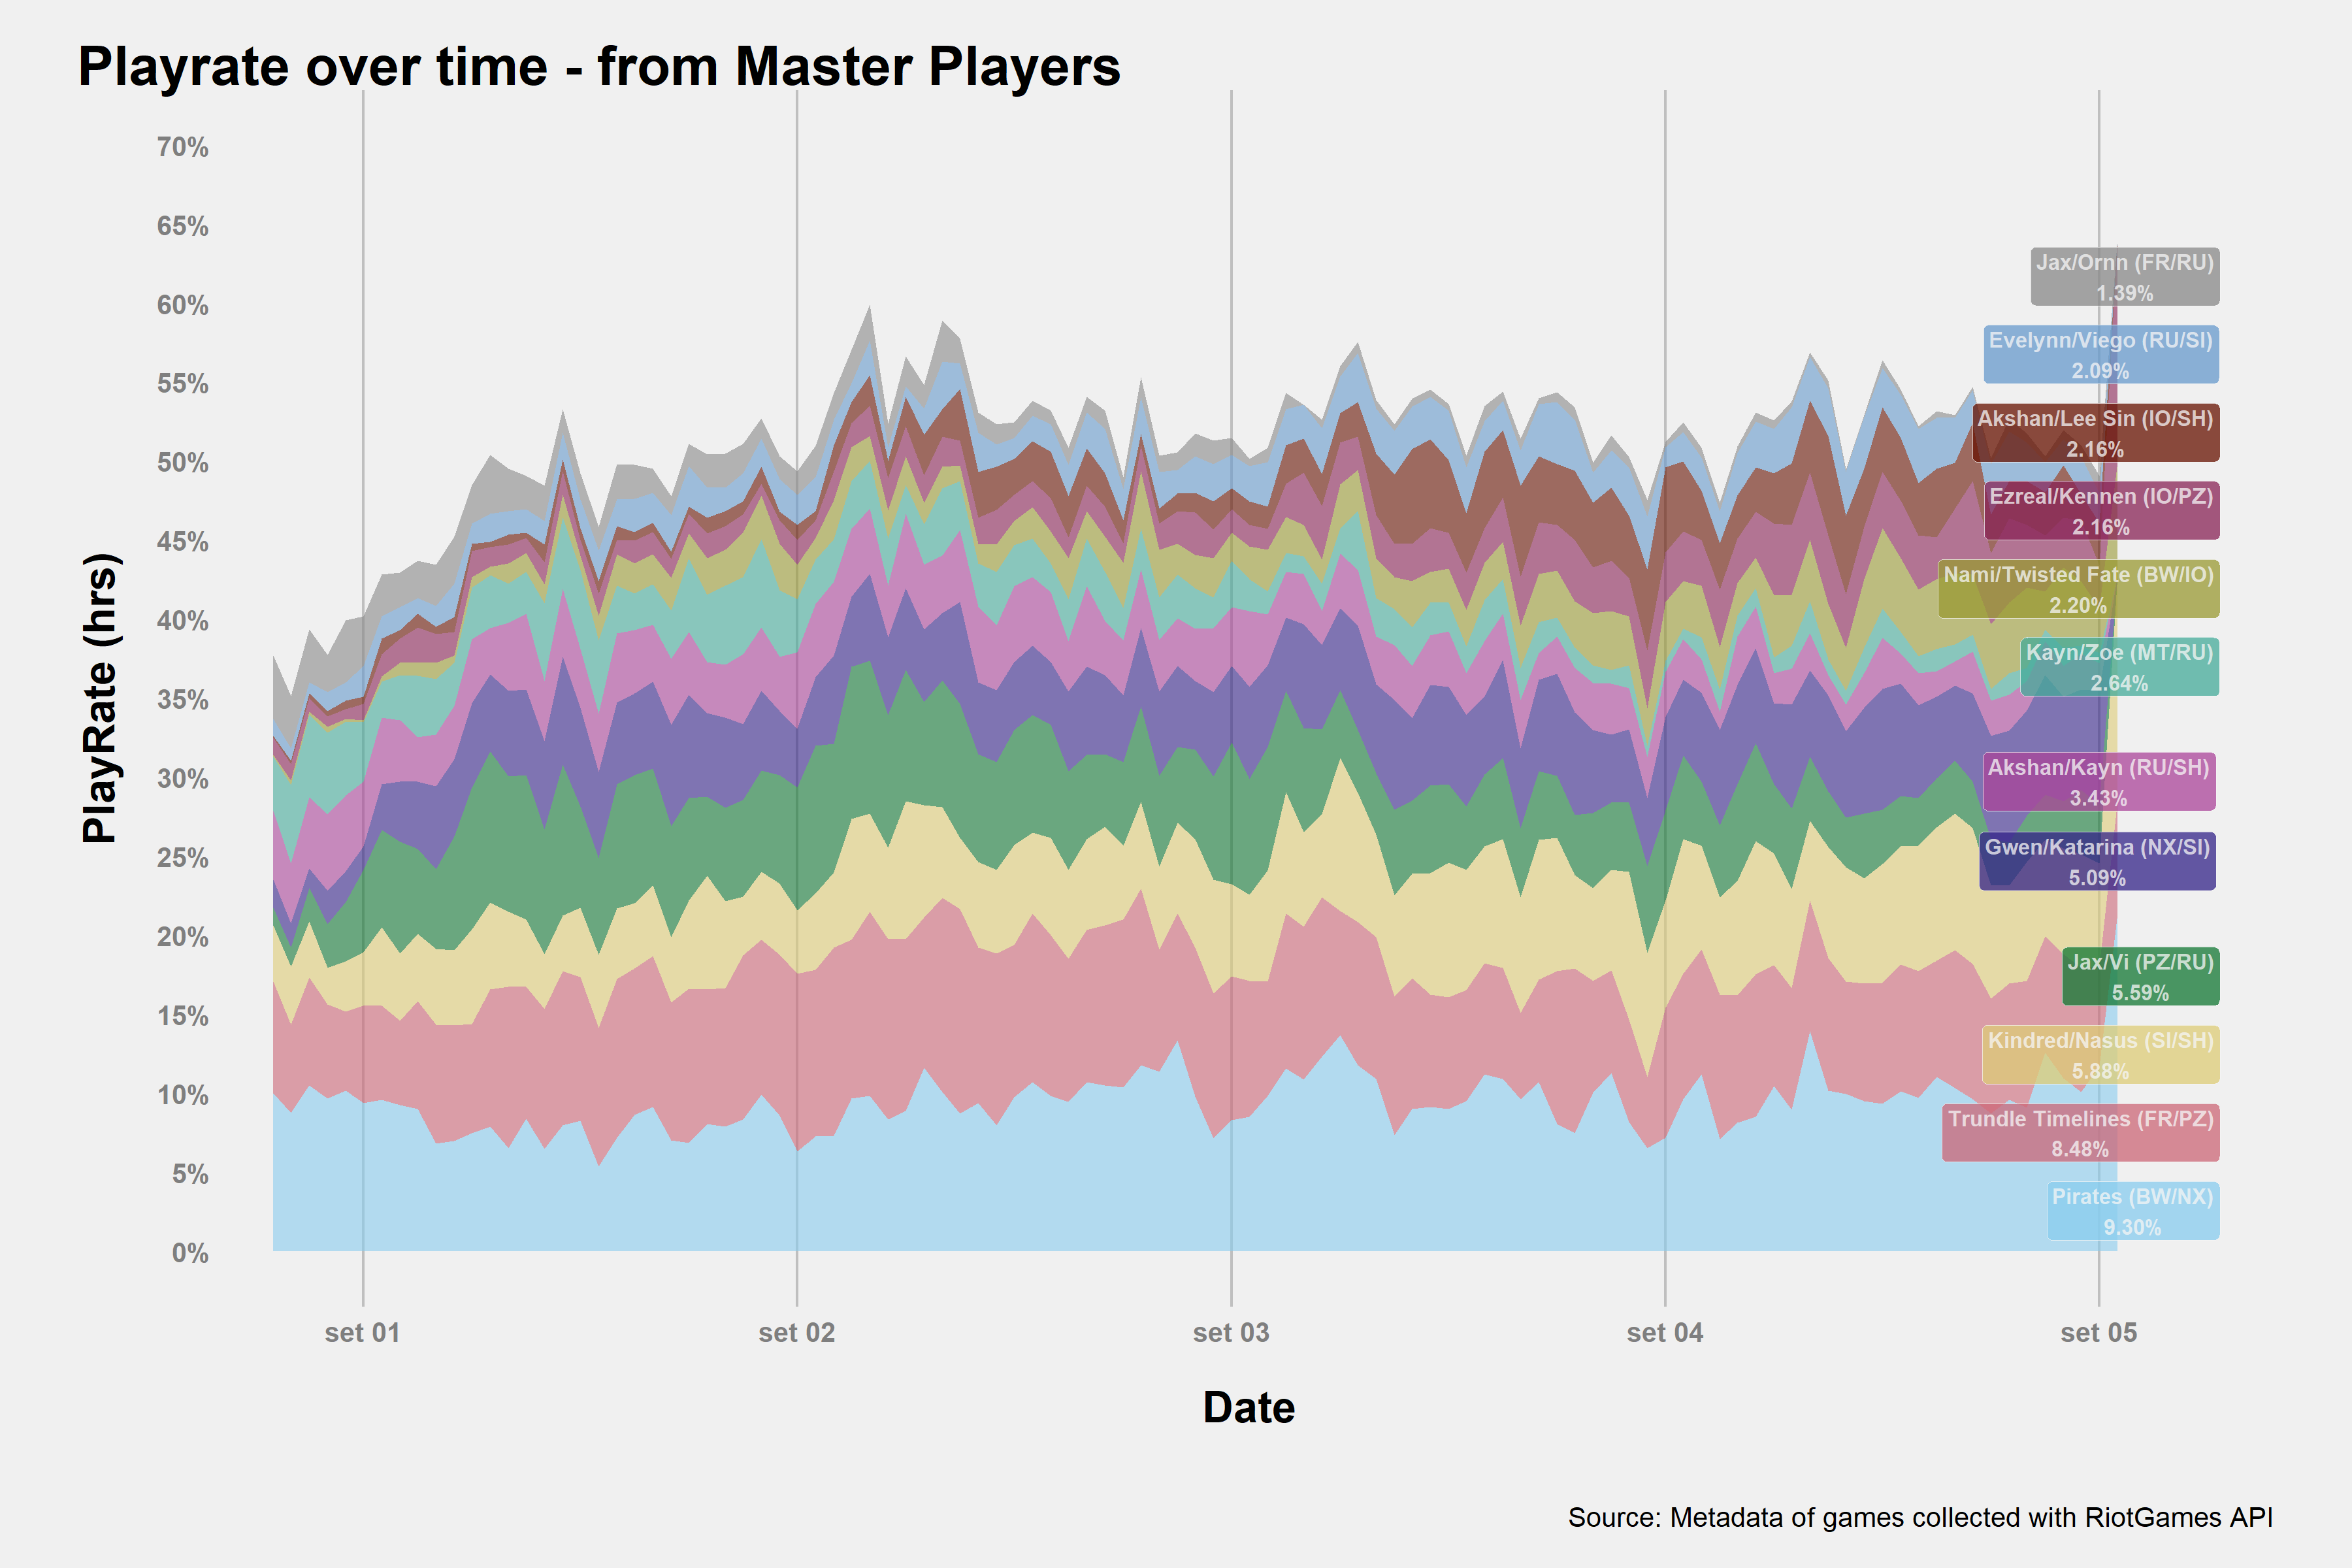 Playrate over time - from Master Players
70%
65%
60%
55%
50%
45%
40%
35%
30%
25%
20%
15%
10%
5%
0%
PlayRate (hrs)
Jax/Ornn (FR/RU)
1.39%
Evelynn/Viego (RU/SI)
2.09%
Akshan/Lee Sin (IO/SH)
2.16%
Ezreal/Kennen (IO/PZ)
2.16%
Nami/Twisted Fate (BW/IO)
2.20%
Kayn/Zoe (MT/RU)
2.64%
Akshan/Kayn (RU/SH)
3.43%
Gwen/Katarina (NX/SI)
5.09%
Jax/Vi (PZ/RU)
5.59%
Kindred/Nasus (SI/SH)
5.88%
Trundle Timelines (FR/PZ)
8.48%
Pirates (BW/NX)
9.30%
set 01
set 02
set 03
set 04
set 05
Date
Source: Metadata of games collected with RiotGames API